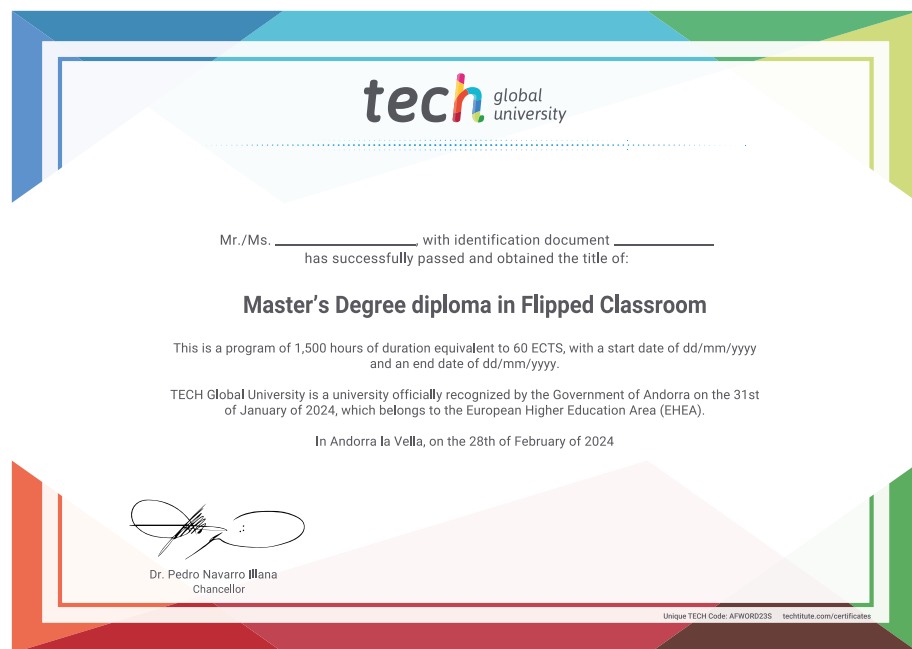 tech global
university
Mr./Ms. ____________________, with identification document ______________
has successfully passed and obtained the title of:
Master's Degree diploma in Flipped Classroom
This is a program of 1,500 hours of duration equivalent to 60 ECTS, with a start date of dd/mm/yyyy
and an end date of dd/mm/yyyy.
TECH Global University is a university officially recognized by the Government of Andorra on the 31st
of January of 2024, which belongs to the European Higher Education Area (EHEA).
In Andorra la Vella, on the 28th of February of 2024
Dr. Pedro Navarro Illana
Chancellor
Unique TECH Code: AFWORD23S techtitute.com/certificates